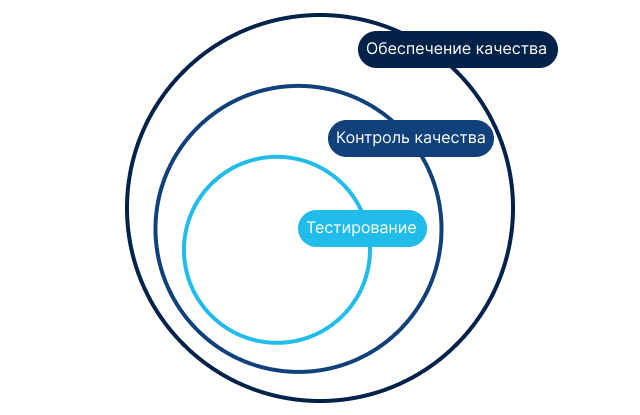 Обеспечение качества
Контроль качества
Тестирование